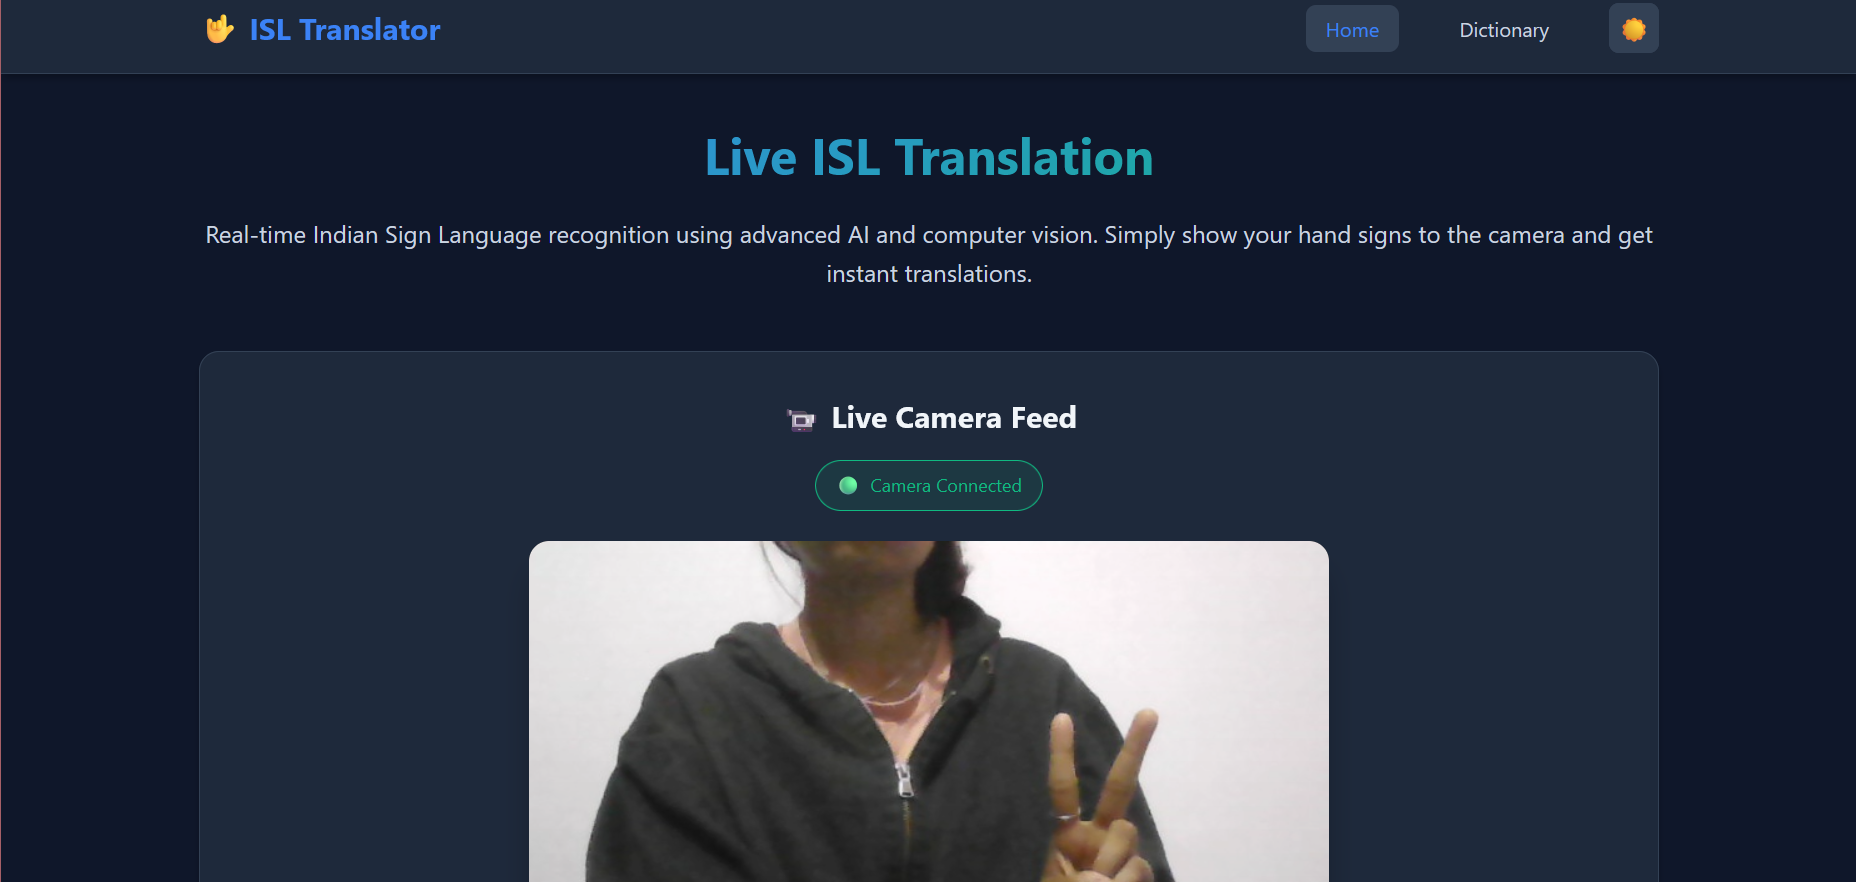 ISL Translator
Home
Dictionary
Live ISL Translation
Real-time Indian Sign Language recognition using advanced AI and computer vision. Simply show your hand signs to the camera and get
instant translations.
Live Camera Feed
Camera Connected